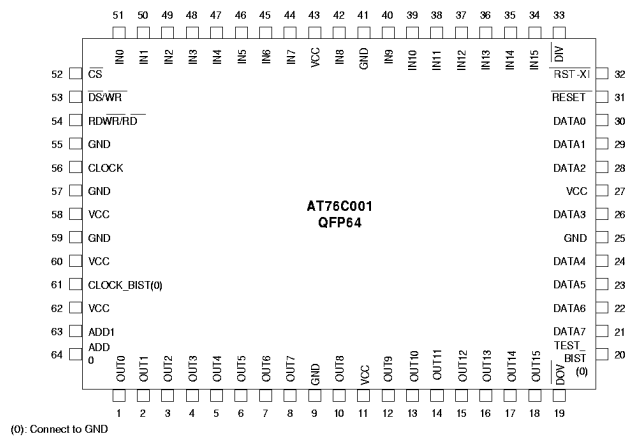 51 50 49 48 47 46 45 44 43 42 41 40 39 38 37 36 35 34 33
IN0 IN1 IN2 IN3 IN4 IN5 IN6 IN7 VCC IN8 GND IN9 IN10 IN11 IN12 IN13 IN14 IN15 DIV
52 CS RST-XI 32
53 DS/WR RESET 31
54 RDWR/RD DATA0 30
55 GND DATA1 29
56 CLOCK DATA2 28
57 GND VCC 27
58 VCC DATA3 26
59 GND GND 25
60 VCC DATA4 24
61 CLOCK_BIST(0) DATA5 23
62 VCC DATA6 22
63 ADD1 DATA7 21
64 ADD 0 TEST_ BIST (0) 20
AT76C001
QFP64
OUT0 OUT1 OUT2 OUT3 OUT4 OUT5 OUT6 OUT7 GND OUT8 VCC OUT9 OUT10 OUT11 OUT12 OUT13 OUT14 OUT15 DOV
1 2 3 4 5 6 7 8 9 10 11 12 13 14 15 16 17 18 19
(0): Connect to GND